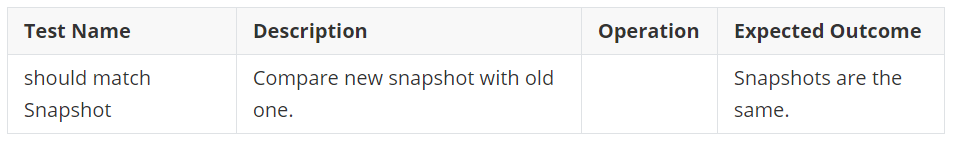 Test Name Description Operation Expected Outcome
should match Compare new snapshot with old Snapshots are the
Snapshot one. same.